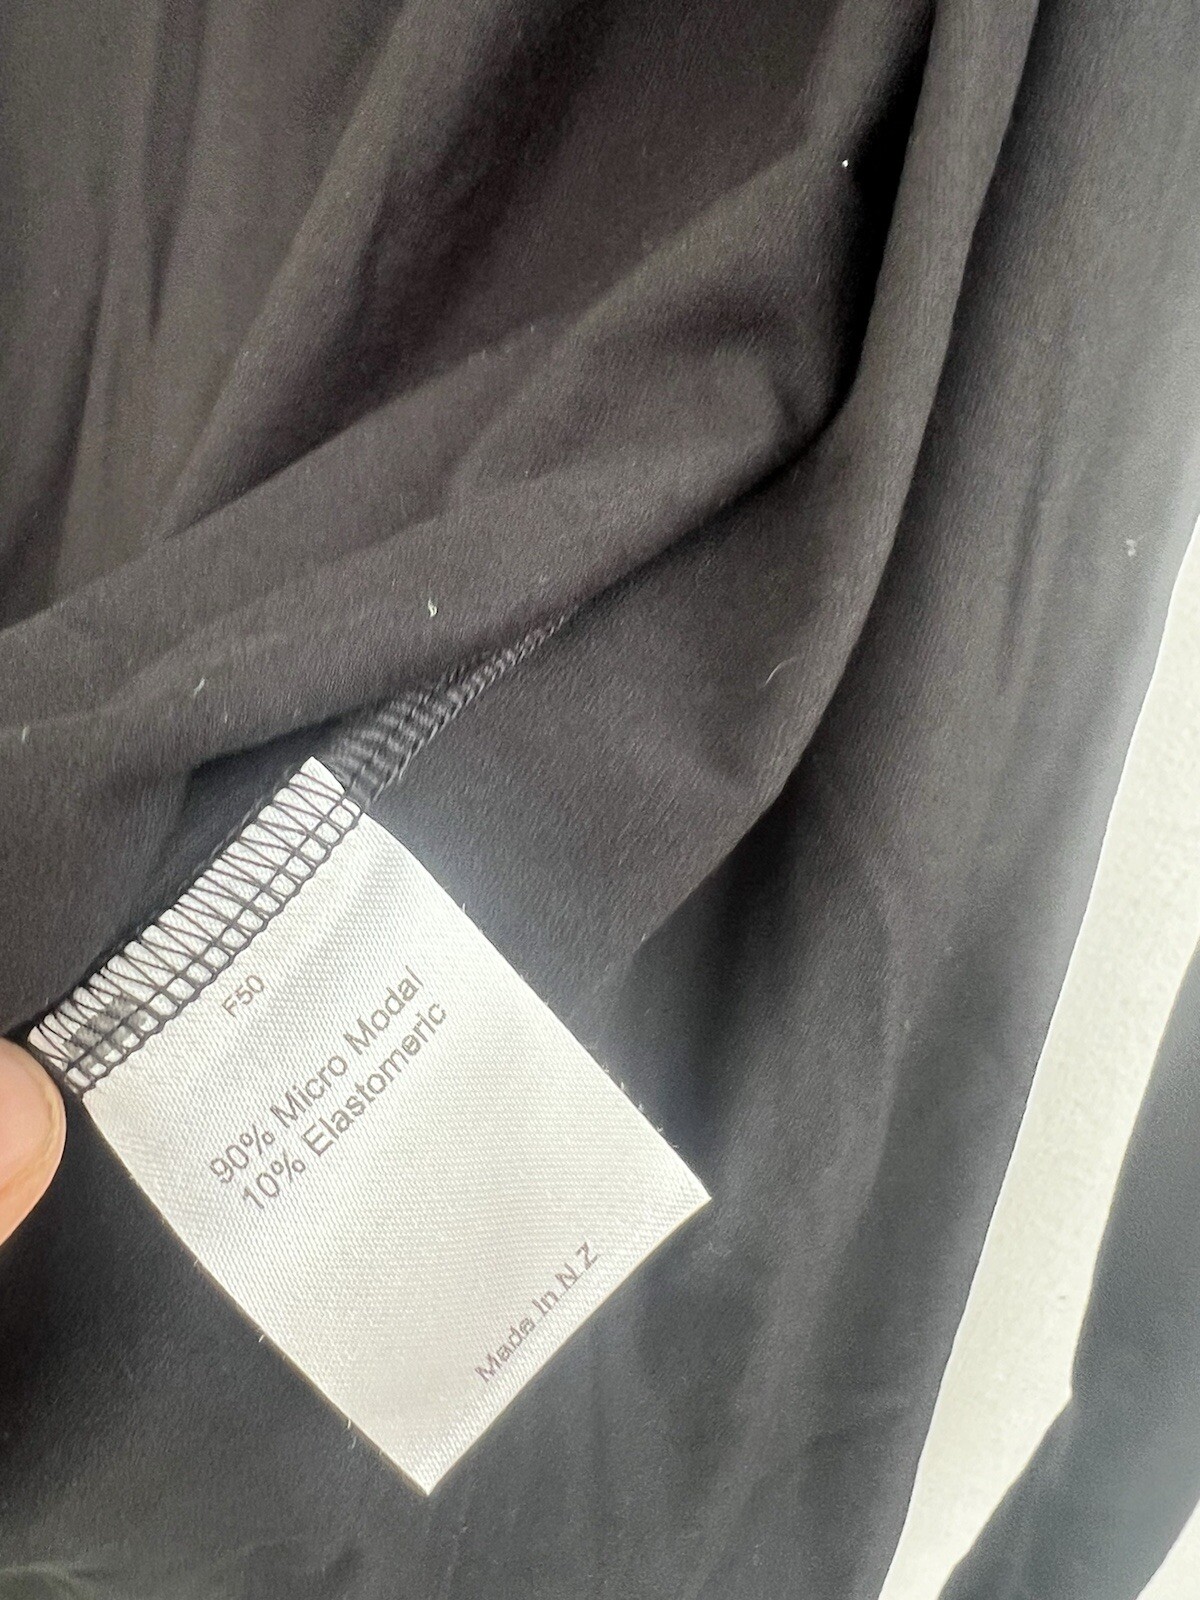 F50
90% Micro Modal
10% Elastomeric
Made In N.Z